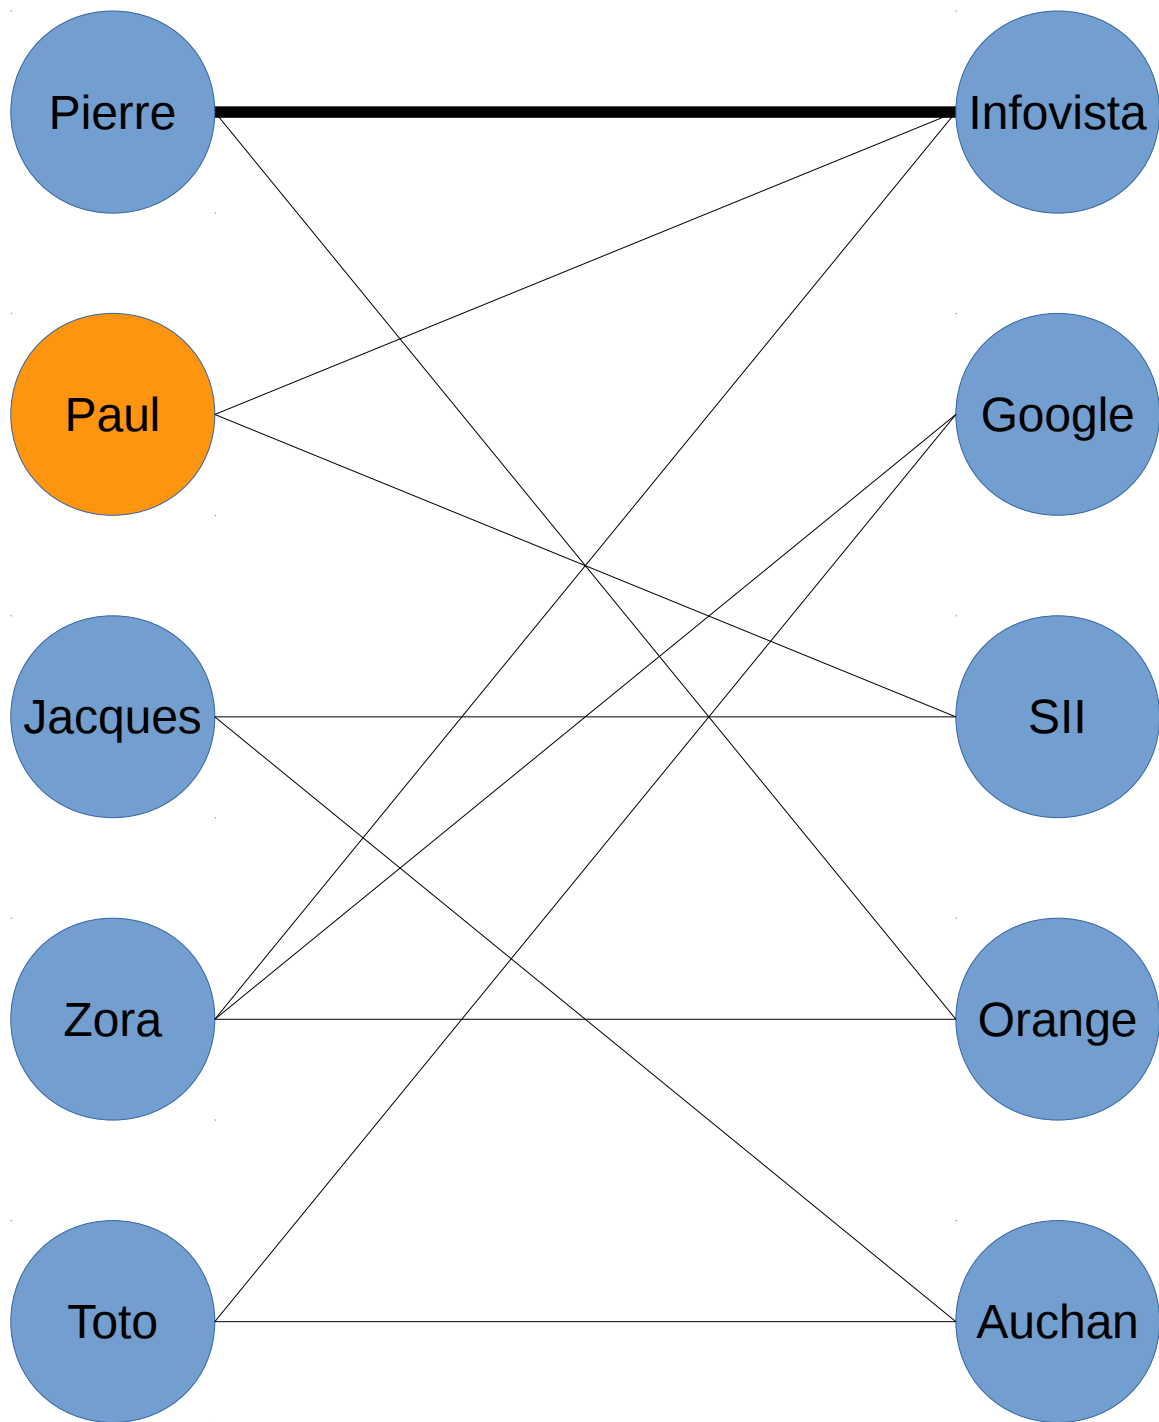 Pierre
Infovista
Paul
Google
Jacques
SII
Zora
Orange
Toto
Auchan